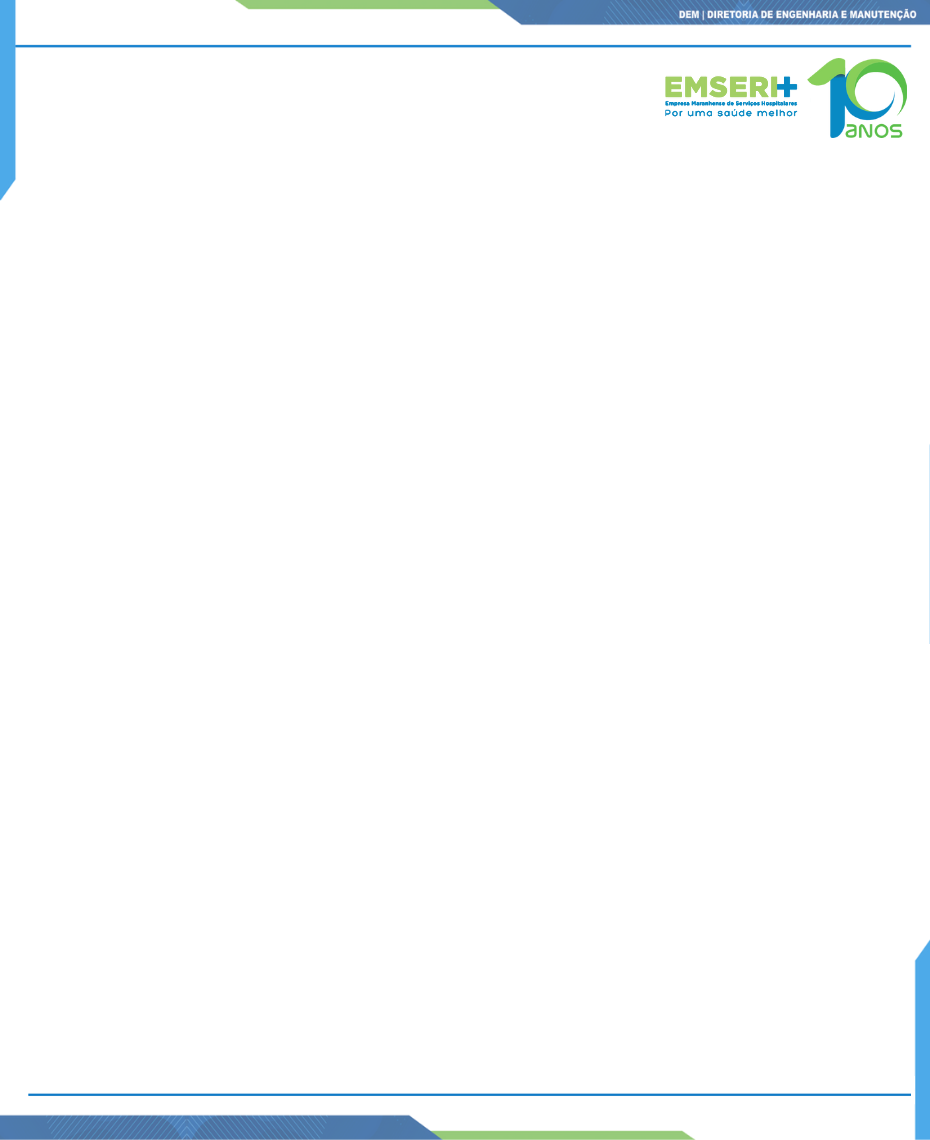 DEM | DIRETORIA DE ENGENHARIA E MANUTENÇÃO
EMSERH
Empresa Maranhense de Serviços Hospitalares
Por uma saúde melhor
10
aNOS